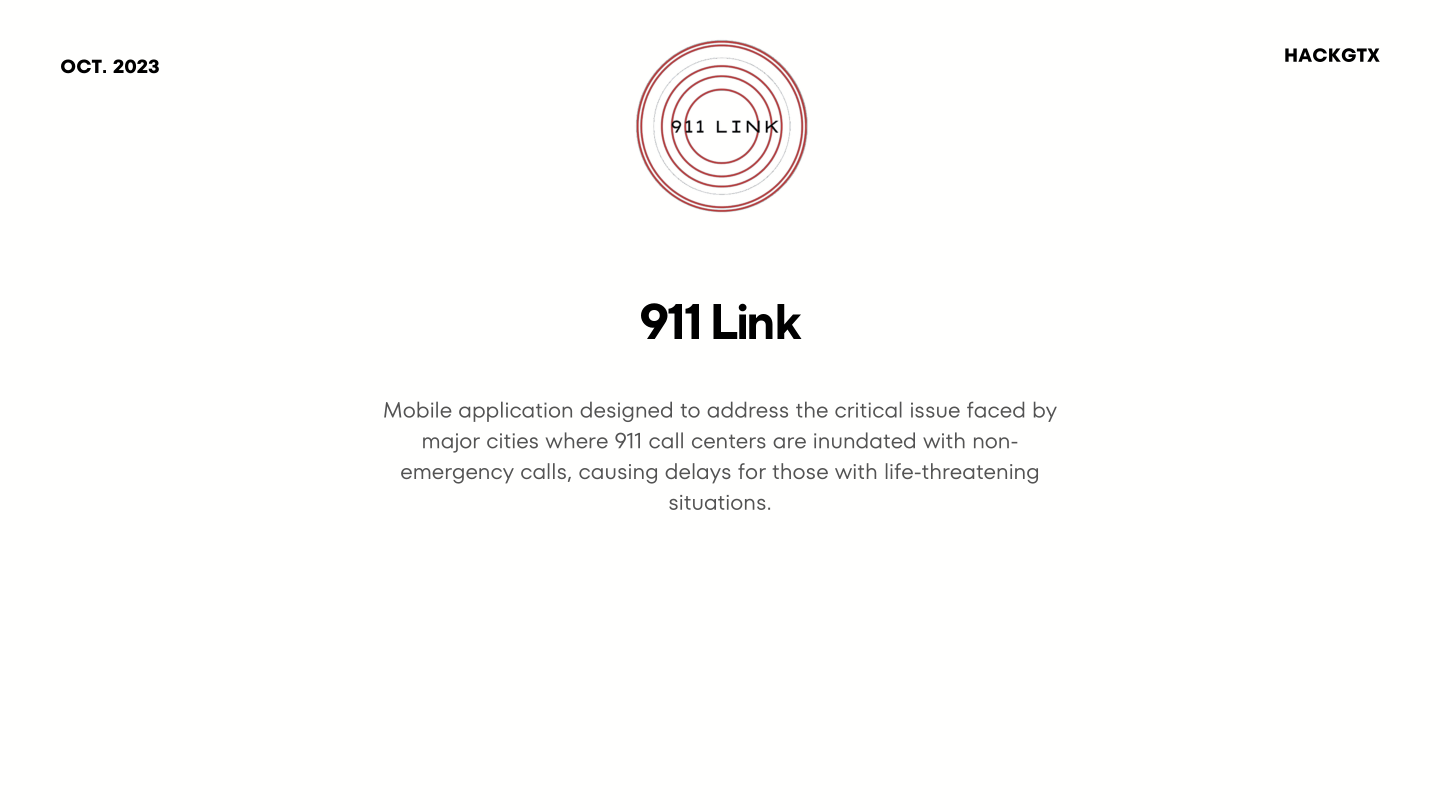 OCT. 2023
HACKGTX
911 LINK
911 Link
Mobile application designed to address the critical issue faced by
major cities where 911 call centers are inundated with non-
emergency calls, causing delays for those with life-threatening
situations.